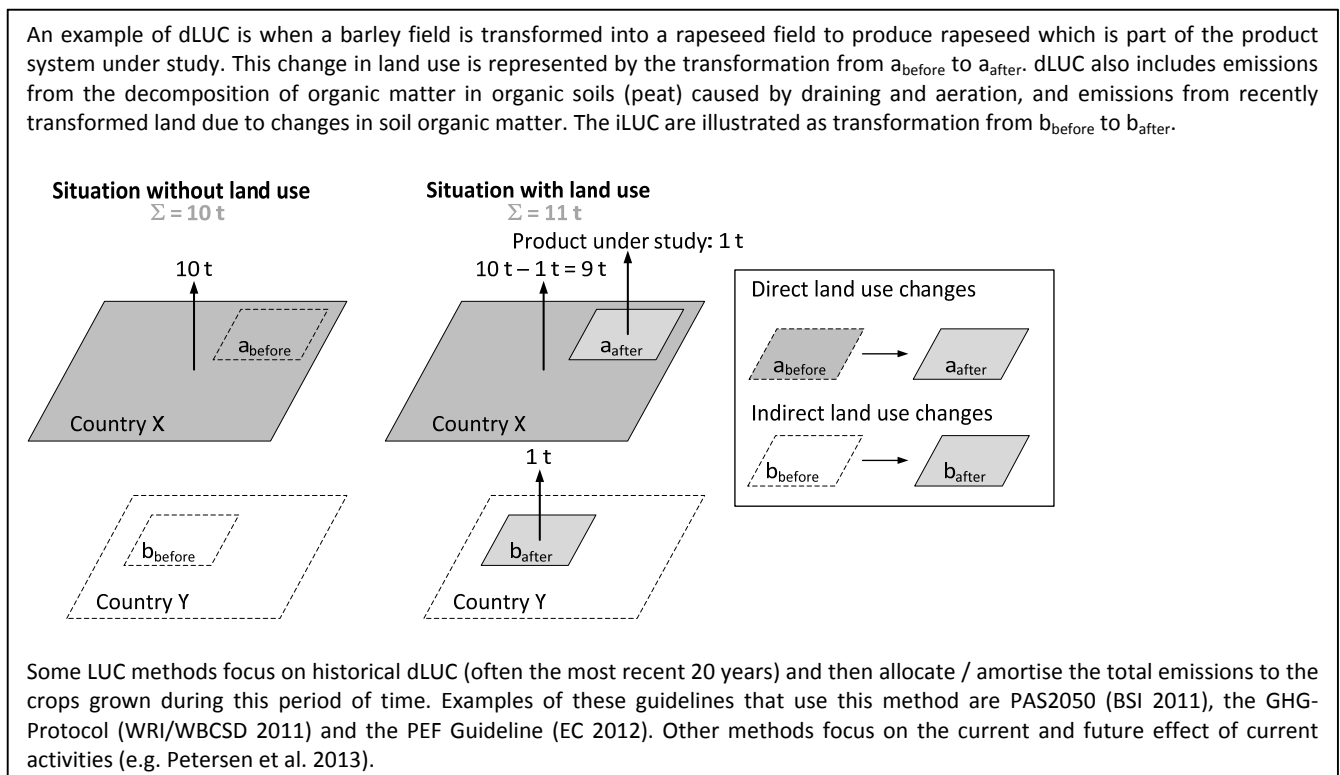 An example of dLUC is when a barley field is transformed into a rapeseed field to produce rapeseed which is part of the product
system under study. This change in land use is represented by the transformation from abefore to aafter. dLUC also includes emissions
from the decomposition of organic matter in organic soils (peat) caused by draining and aeration, and emissions from recently
transformed land due to changes in soil organic matter. The iLUC are illustrated as transformation from bbefore to bafter.
Situation without land use
Σ = 10 t
10 t
abefore
Country X
bbefore
Country Y
Situation with land use
Σ = 11 t
Product under study: 1 t
10 t – 1 t = 9 t
aafter
Country X
1 t
bafter
Country Y
Direct land use changes
abefore
aafter
Indirect land use changes
bbefore
bafter
Some LUC methods focus on historical dLUC (often the most recent 20 years) and then allocate / amortise the total emissions to the
crops grown during this period of time. Examples of these guidelines that use this method are PAS2050 (BSI 2011), the GHG-
Protocol (WRI/WBCSD 2011) and the PEF Guideline (EC 2012). Other methods focus on the current and future effect of current
activities (e.g. Petersen et al. 2013).